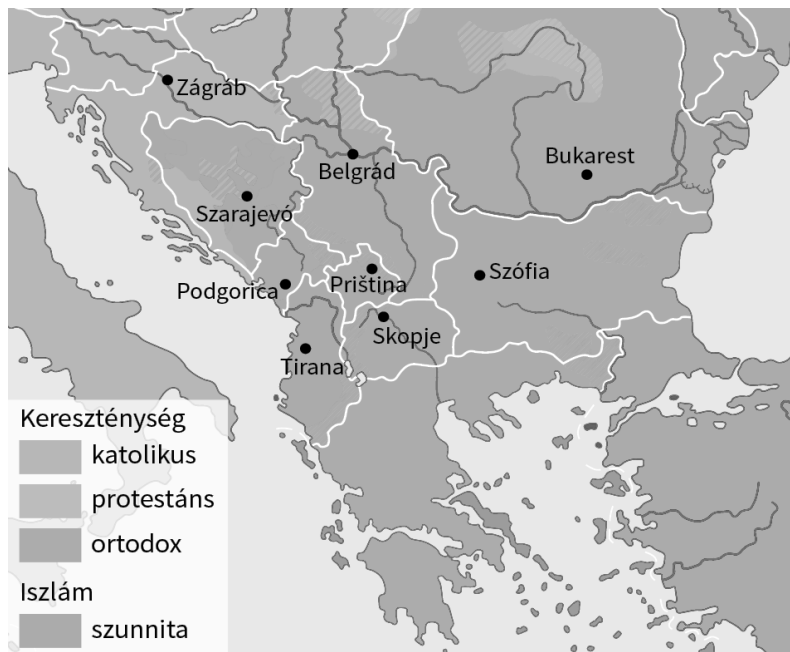 Zágráb
Bukarest
Belgrád
Szarajevó
Szófia
Priština
Podgorica
Skopje
Tirana
Kereszténység
katolikus
protestáns
ortodox
Iszlám
szunnita